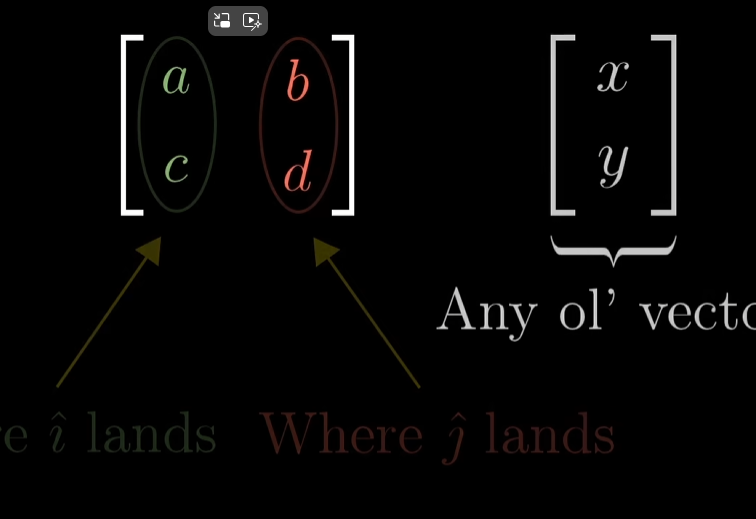 a b x
c d y
Any ol’ vecto
e î lands Where ĵ lands